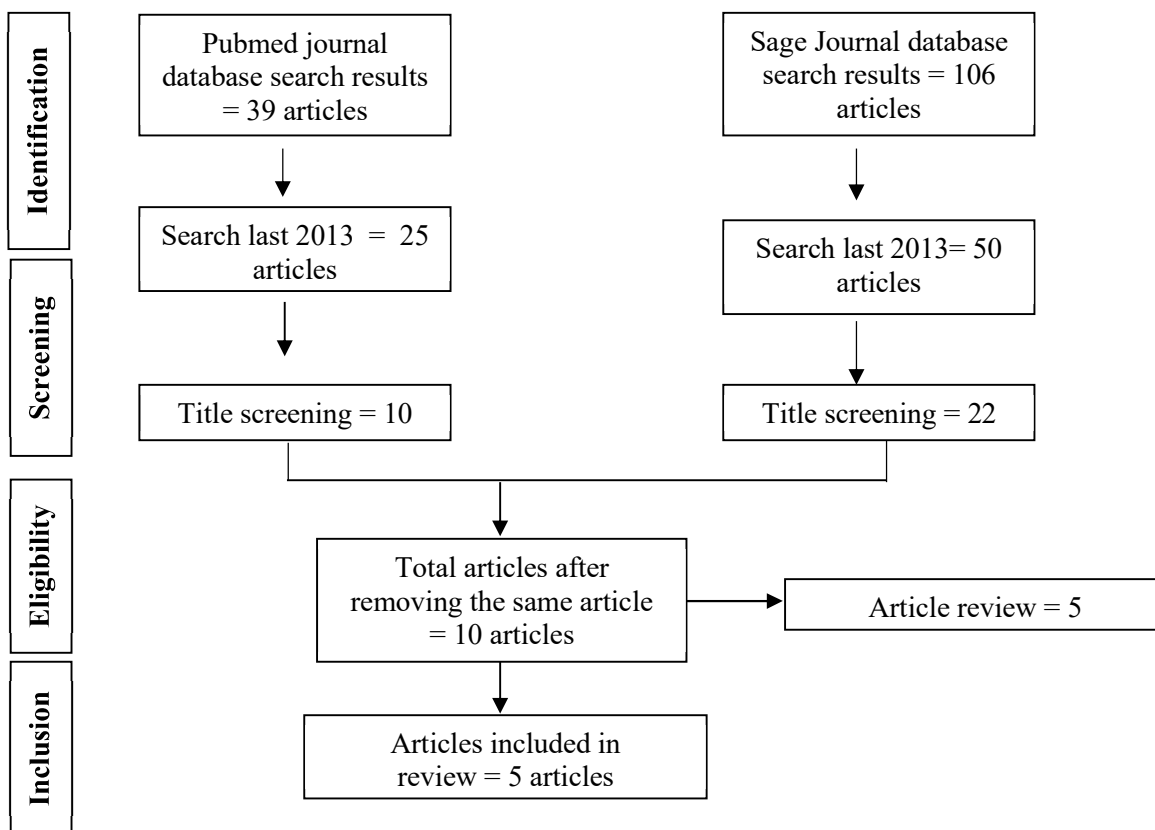 Identification
Pubmed journal
database search results
= 39 articles
Sage Journal database
search results = 106
articles
Search last 2013 = 25
articles
Search last 2013= 50
articles
Screening
Title screening = 10
Title screening = 22
Eligibility
Total articles after
removing the same article
= 10 articles
Article review = 5
Inclusion
Articles included in
review = 5 articles